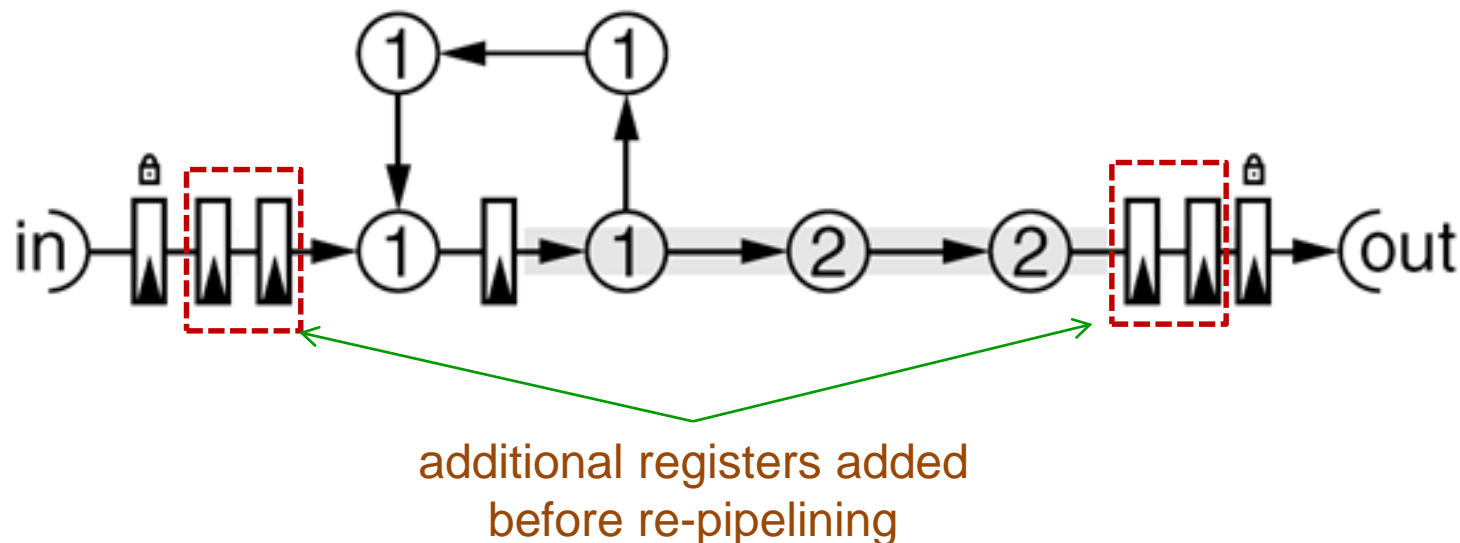 1 1
in 1 1 2 2 out
additional registers added
before re-pipelining